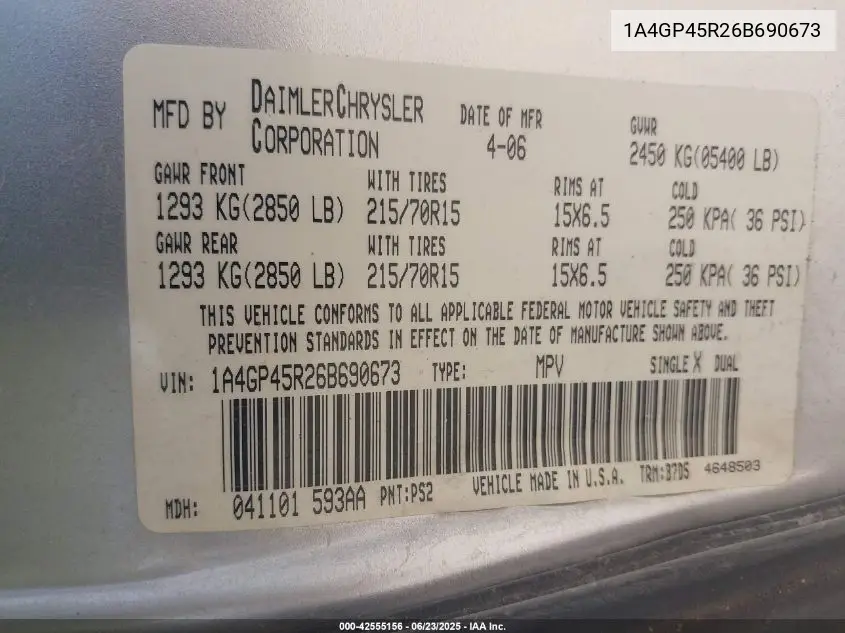 1A4GP45R26B690673
MFD BY DAIMLERCHRYSLER CORPORATION
DATE OF MFR 4-06
GVWR 2450 KG(05400 LB)
GAWR FRONT WITH TIRES RIMS AT COLD
1293 KG(2850 LB) 215/70R15 15X6.5 250 KPA( 36 PSI)
GAWR REAR WITH TIRES RIMS AT COLD
1293 KG(2850 LB) 215/70R15 15X6.5 250 KPA( 36 PSI)
THIS VEHICLE CONFORMS TO ALL APPLICABLE FEDERAL MOTOR VEHICLE SAFETY AND THEFT
PREVENTION STANDARDS IN EFFECT ON THE DATE OF MANUFACTURE SHOWN ABOVE.
VIN: 1A4GP45R26B690673 TYPE: MPV SINGLE X DUAL
MDH: 041101 593AA PNT:PS2 VEHICLE MADE IN U.S.A. TRM:B7D5 4648503
000-42555156 - 06/23/2025 - IAA Inc.